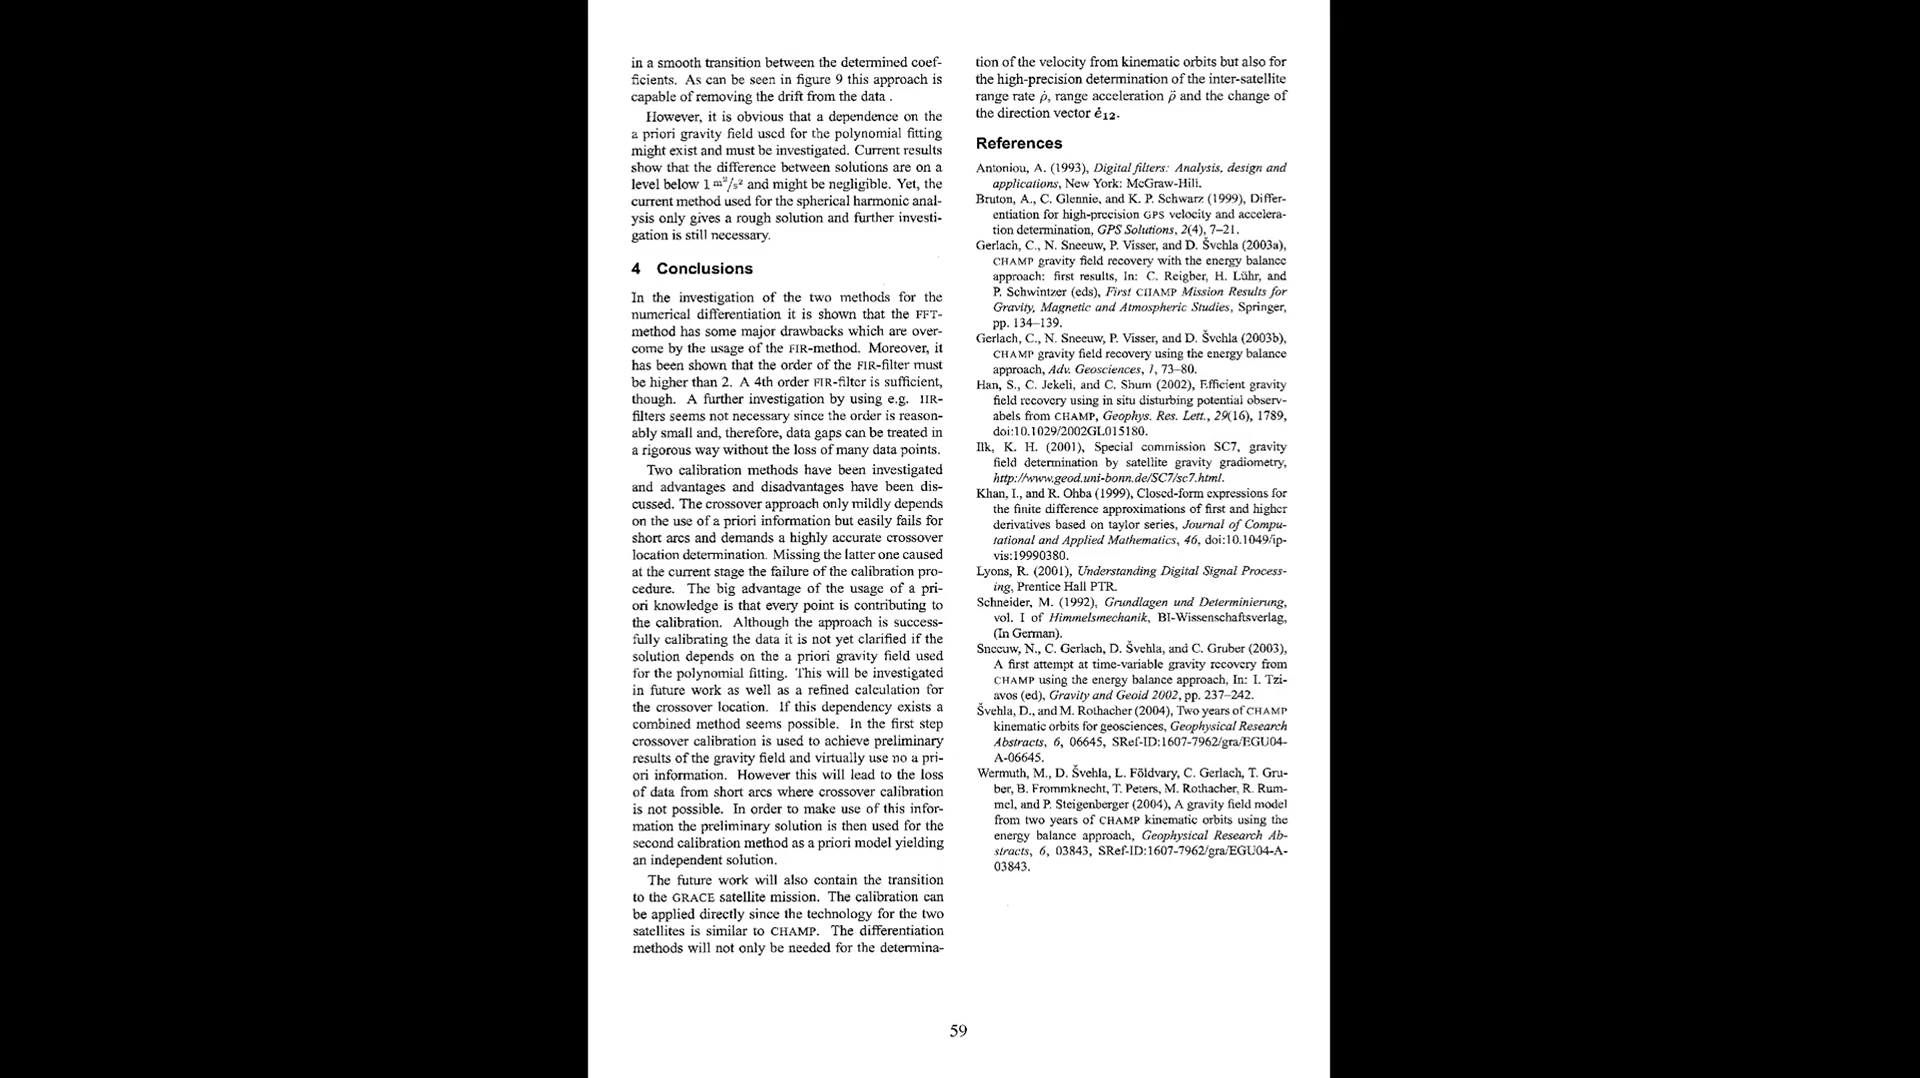 in a smooth transition between the determined coef-
ficients. As can be seen in figure 9 this approach is
capable of removing the drift from the data .
However, it is obvious that a dependence on the
a priori gravity field used for the polynomial fitting
might exist and must be investigated. Current results
show that the difference between solutions are on a
level below 1 m²/s² and might be negligible. Yet, the
current method used for the spherical harmonic anal-
ysis only gives a rough solution and further investi-
gation is still necessary.
4 Conclusions
In the investigation of the two methods for the
numerical differentiation it is shown that the FFT-
method has some major drawbacks which are over-
come by the usage of the FIR-method. Moreover, it
has been shown that the order of the FIR-filter must
be higher than 2. A 4th order FIR-filter is sufficient,
though. A further investigation by using e.g. IIR-
filters seems not necessary since the order is reason-
ably small and, therefore, data gaps can be treated in
a rigorous way without the loss of many data points.
Two calibration methods have been investigated
and advantages and disadvantages have been dis-
cussed. The crossover approach only mildly depends
on the use of a priori information but easily fails for
short arcs and demands a highly accurate crossover
location determination. Missing the latter one caused
at the current stage the failure of the calibration pro-
cedure. The big advantage of the usage of a pri-
ori knowledge is that every point is contributing to
the calibration. Although the approach is success-
fully calibrating the data it is not yet clarified if the
solution depends on the a priori gravity field used
for the polynomial fitting. This will be investigated
in future work as well as a refined calculation for
the crossover location. If this dependency exists a
combined method seems possible. In the first step
crossover calibration is used to achieve preliminary
results of the gravity field and virtually use no a pri-
ori information. However this will lead to the loss
of data from short arcs where crossover calibration
is not possible. In order to make use of this infor-
mation the preliminary solution is then used for the
second calibration method as a priori model yielding
an independent solution.
The future work will also contain the transition
to the GRACE satellite mission. The calibration can
be applied directly since the technology for the two
satellites is similar to CHAMP. The differentiation
methods will not only be needed for the determina-
tion of the velocity from kinematic orbits but also for
the high-precision determination of the inter-satellite
range rate ρ̇, range acceleration ρ̈ and the change of
the direction vector ė₁₂.
References
Antoniou, A. (1993), Digital filters: Analysis, design and
applications, New York: McGraw-Hill.
Bruton, A., C. Glennie, and K. P. Schwarz (1999), Differ-
entiation for high-precision GPS velocity and accelera-
tion determination, GPS Solutions, 2(4), 7–21.
Gerlach, C., N. Sneeuw, P. Visser, and D. Švehla (2003a),
CHAMP gravity field recovery with the energy balance
approach: first results, In: C. Reigber, H. Lühr, and
P. Schwintzer (eds), First CHAMP Mission Results for
Gravity, Magnetic and Atmospheric Studies, Springer,
pp. 134–139.
Gerlach, C., N. Sneeuw, P. Visser, and D. Švehla (2003b),
CHAMP gravity field recovery using the energy balance
approach, Adv. Geosciences, 1, 73–80.
Han, S., C. Jekeli, and C. Shum (2002), Efficient gravity
field recovery using in situ disturbing potential observ-
abels from CHAMP, Geophys. Res. Lett., 29(16), 1789,
doi:10.1029/2002GL015180.
Ilk, K. H. (2001), Special commission SC7, gravity
field determination by satellite gravity gradiometry,
http://www.geod.uni-bonn.de/SC7/sc7.html.
Khan, I., and R. Ohba (1999), Closed-form expressions for
the finite difference approximations of first and higher
derivatives based on taylor series, Journal of Compu-
tational and Applied Mathematics, 46, doi:10.1049/ip-
vis:19990380.
Lyons, R. (2001), Understanding Digital Signal Process-
ing, Prentice Hall PTR.
Schneider, M. (1992), Grundlagen und Determinierung,
vol. I of Himmelsmechanik, BI-Wissenschaftsverlag,
(In German).
Sneeuw, N., C. Gerlach, D. Švehla, and C. Gruber (2003),
A first attempt at time-variable gravity recovery from
CHAMP using the energy balance approach, In: I. Tzi-
avos (ed), Gravity and Geoid 2002, pp. 237–242.
Švehla, D., and M. Rothacher (2004), Two years of CHAMP
kinematic orbits for geosciences, Geophysical Research
Abstracts, 6, 06645, SRef-ID:1607-7962/gra/EGU04-
A-06645.
Wermuth, M., D. Švehla, L. Földvary, C. Gerlach, T. Gru-
ber, B. Frommknecht, T. Peters, M. Rothacher, R. Rum-
mel, and P. Steigenberger (2004), A gravity field model
from two years of CHAMP kinematic orbits using the
energy balance approach, Geophysical Research Ab-
stracts, 6, 03843, SRef-ID:1607-7962/gra/EGU04-A-
03843.
59